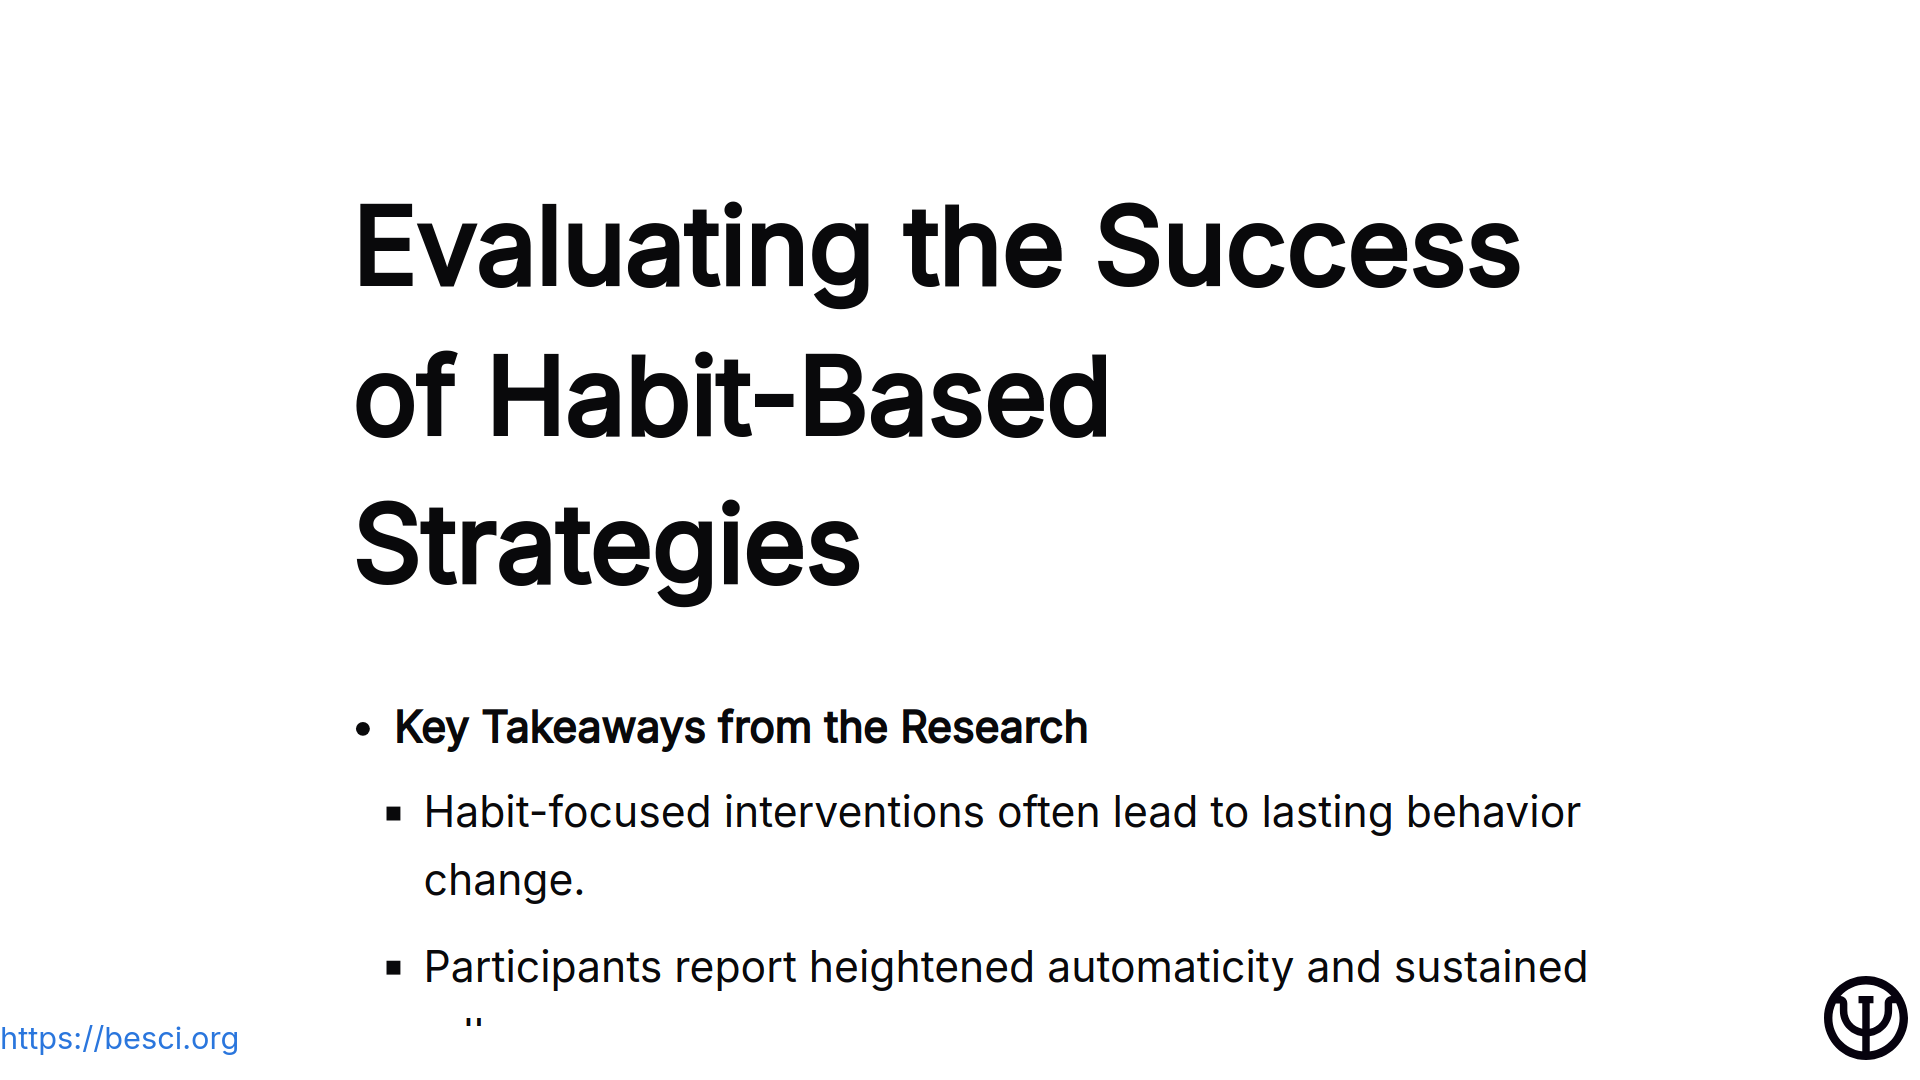 Evaluating the Success
of Habit-Based
Strategies
• Key Takeaways from the Research
▪ Habit-focused interventions often lead to lasting behavior
change.
▪ Participants report heightened automaticity and sustained
https://besci.org